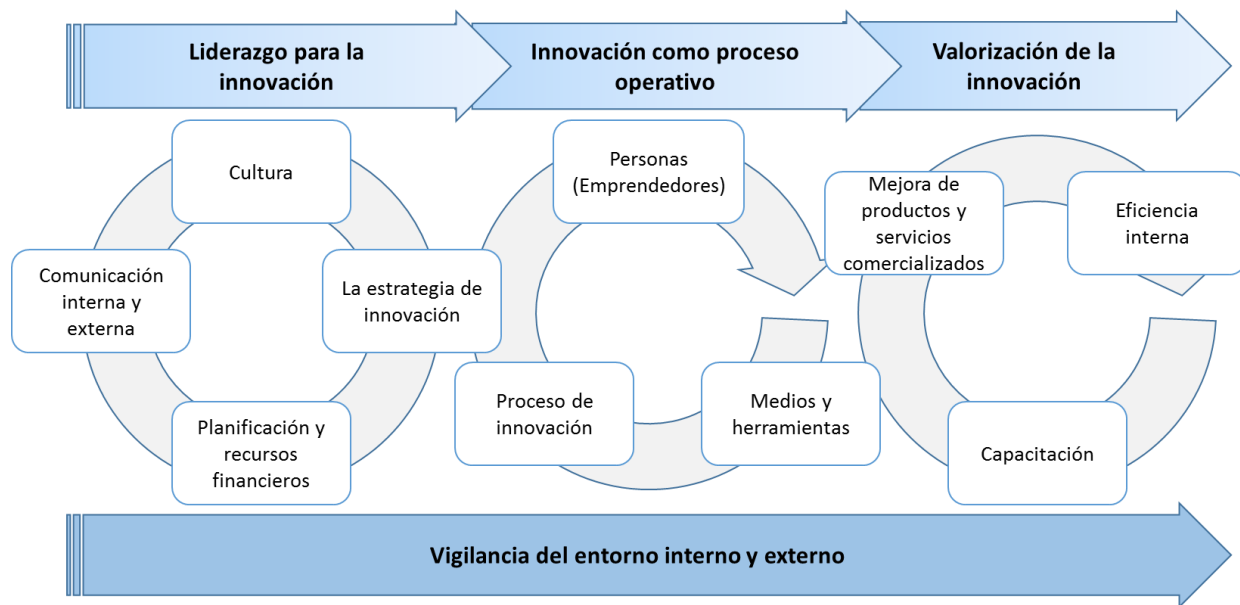 Liderazgo para la
innovación
Innovación como proceso
operativo
Valorización de la
innovación
Cultura
Comunicación
interna y
externa
La estrategia de
innovación
Planificación y
recursos
financieros
Personas
(Emprendedores)
Proceso de
innovación
Medios y
herramientas
Mejora de
productos y
servicios
comercializados
Eficiencia
interna
Capacitación
Vigilancia del entorno interno y externo